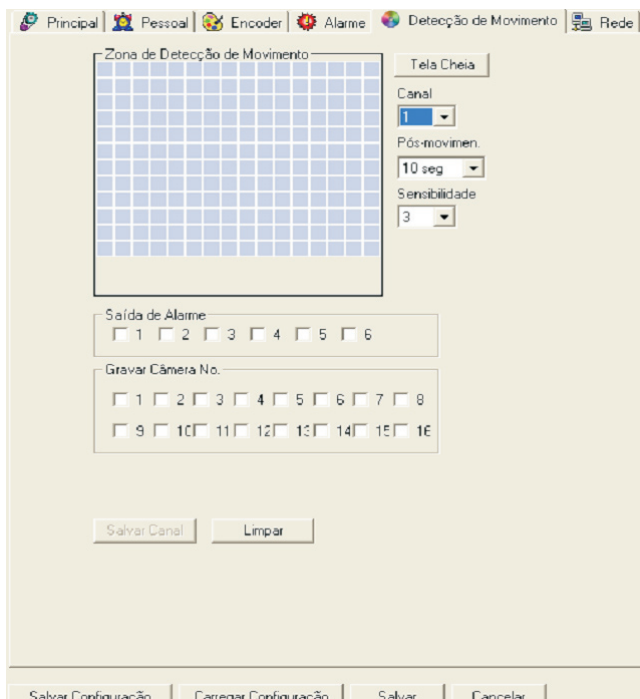 Principal Pessoal Encoder Alarme Detecção de Movimento Rede
Zona de Detecção de Movimento
Tela Cheia
Canal
1
Pós-movimen.
10 seg
Sensibilidade
3
Saída de Alarme
1 2 3 4 5 6
Gravar Câmera No.
1 2 3 4 5 6 7 8
9 10 11 12 13 14 15 16
Salvar Canal Limpar
Salvar Configuração Carregar Configuração Salvar Cancelar